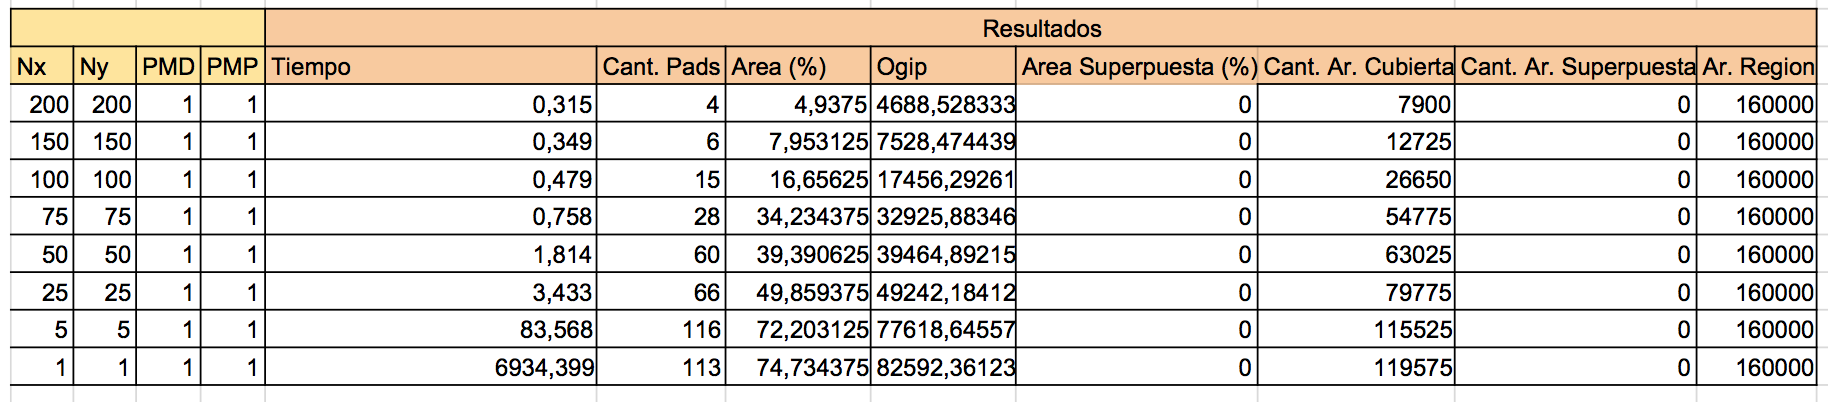 Resultados
Nx Ny PMD PMP Tiempo Cant. Pads Area (%) Ogip Area Superpuesta (%) Cant. Ar. Cubierta Cant. Ar. Superpuesta Ar. Region
200 200 1 1 0,315 4 4,9375 4688,528333 0 7900 0 160000
150 150 1 1 0,349 6 7,953125 7528,474439 0 12725 0 160000
100 100 1 1 0,479 15 16,65625 17456,29261 0 26650 0 160000
75 75 1 1 0,758 28 34,234375 32925,88346 0 54775 0 160000
50 50 1 1 1,814 60 39,390625 39464,89215 0 63025 0 160000
25 25 1 1 3,433 66 49,859375 49242,18412 0 79775 0 160000
5 5 1 1 83,568 116 72,203125 77618,64557 0 115525 0 160000
1 1 1 1 6934,399 113 74,734375 82592,36123 0 119575 0 160000